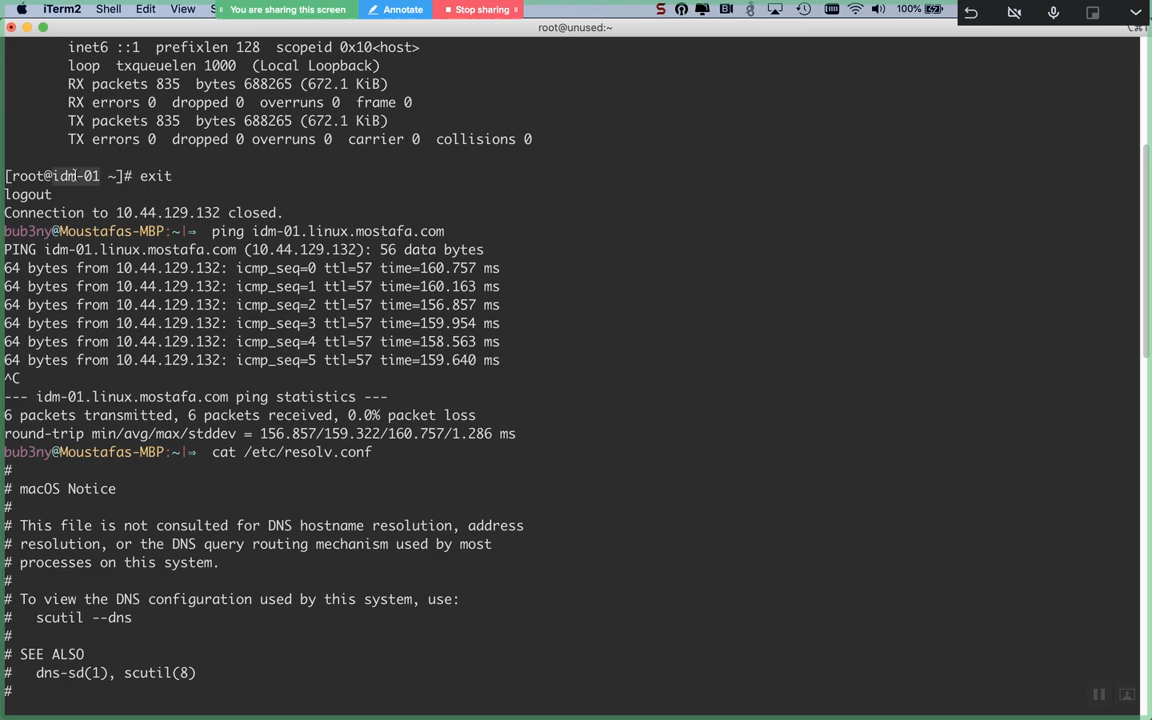 iTerm2 Shell Edit View You are sharing this screen Annotate Stop sharing 100%
root@unused:~
inet6 ::1 prefixlen 128 scopeid 0x10<host>
loop txqueuelen 1000 (Local Loopback)
RX packets 835 bytes 688265 (672.1 KiB)
RX errors 0 dropped 0 overruns 0 frame 0
TX packets 835 bytes 688265 (672.1 KiB)
TX errors 0 dropped 0 overruns 0 carrier 0 collisions 0
[root@idm-01 ~]# exit
logout
Connection to 10.44.129.132 closed.
bub3ny@Moustafas-MBP:~|⇒ ping idm-01.linux.mostafa.com
PING idm-01.linux.mostafa.com (10.44.129.132): 56 data bytes
64 bytes from 10.44.129.132: icmp_seq=0 ttl=57 time=160.757 ms
64 bytes from 10.44.129.132: icmp_seq=1 ttl=57 time=160.163 ms
64 bytes from 10.44.129.132: icmp_seq=2 ttl=57 time=156.857 ms
64 bytes from 10.44.129.132: icmp_seq=3 ttl=57 time=159.954 ms
64 bytes from 10.44.129.132: icmp_seq=4 ttl=57 time=158.563 ms
64 bytes from 10.44.129.132: icmp_seq=5 ttl=57 time=159.640 ms
^C
--- idm-01.linux.mostafa.com ping statistics ---
6 packets transmitted, 6 packets received, 0.0% packet loss
round-trip min/avg/max/stddev = 156.857/159.322/160.757/1.286 ms
bub3ny@Moustafas-MBP:~|⇒ cat /etc/resolv.conf
#
# macOS Notice
#
# This file is not consulted for DNS hostname resolution, address
# resolution, or the DNS query routing mechanism used by most
# processes on this system.
#
# To view the DNS configuration used by this system, use:
# scutil --dns
#
# SEE ALSO
# dns-sd(1), scutil(8)
#